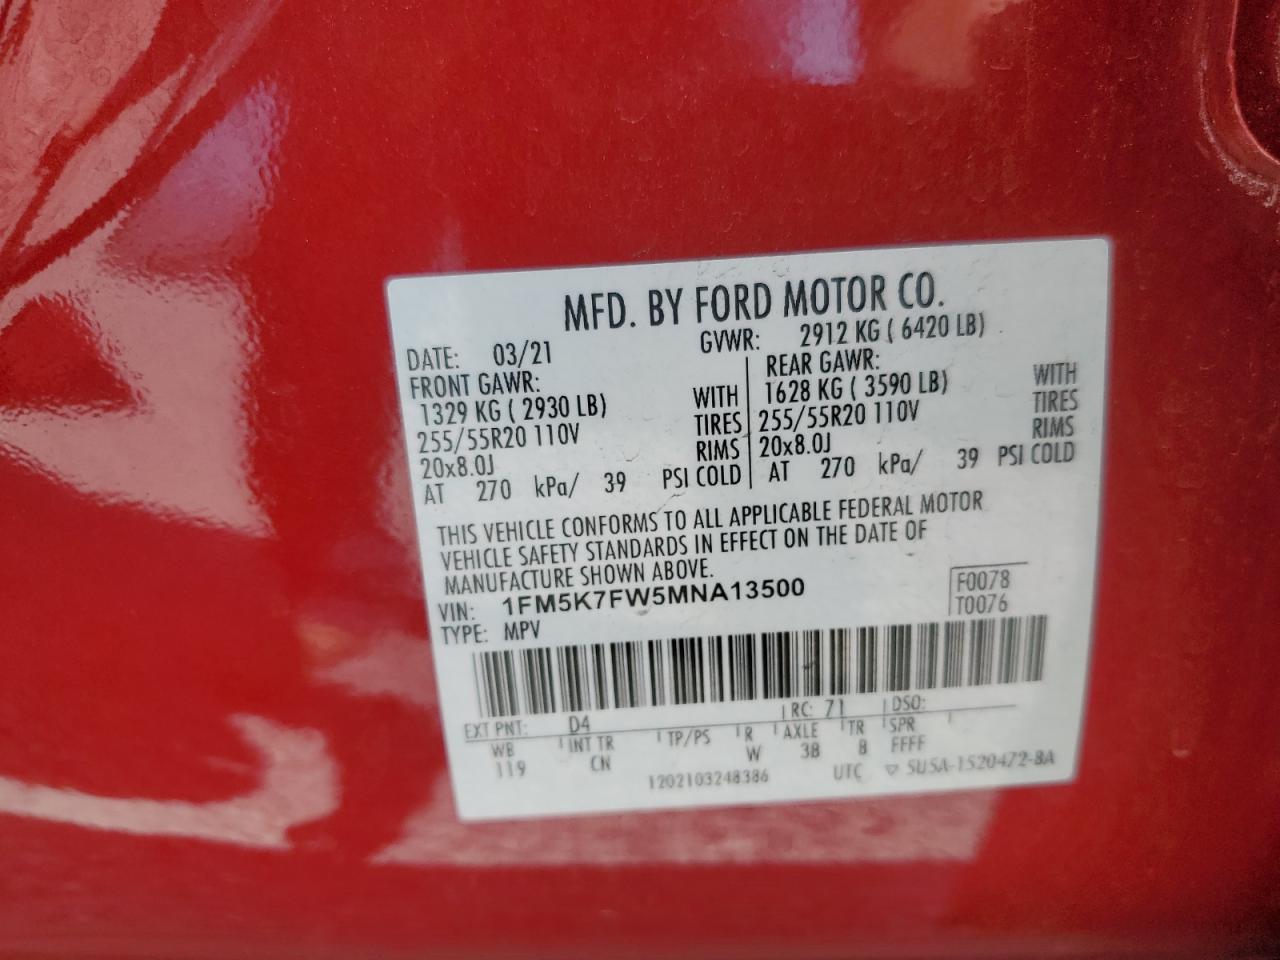 MFD. BY FORD MOTOR CO.
DATE: 03/21 GVWR: 2912 KG ( 6420 LB)
FRONT GAWR: REAR GAWR:
1329 KG ( 2930 LB) WITH 1628 KG ( 3590 LB) WITH
255/55R20 110V TIRES 255/55R20 110V TIRES
20x8.0J RIMS 20x8.0J RIMS
AT 270 kPa/ 39 PSI COLD AT 270 kPa/ 39 PSI COLD
THIS VEHICLE CONFORMS TO ALL APPLICABLE FEDERAL MOTOR
VEHICLE SAFETY STANDARDS IN EFFECT ON THE DATE OF
MANUFACTURE SHOWN ABOVE.
VIN: 1FM5K7FW5MNA13500 F0078
TYPE: MPV T0076
EXT PNT: D4 RC: 71 DSO:
WB INT TR TP/PS R AXLE TR SPR
119 CN W 3B 8 FFFF
1202103248386 UTC ▽ SU5A-1520472-BA